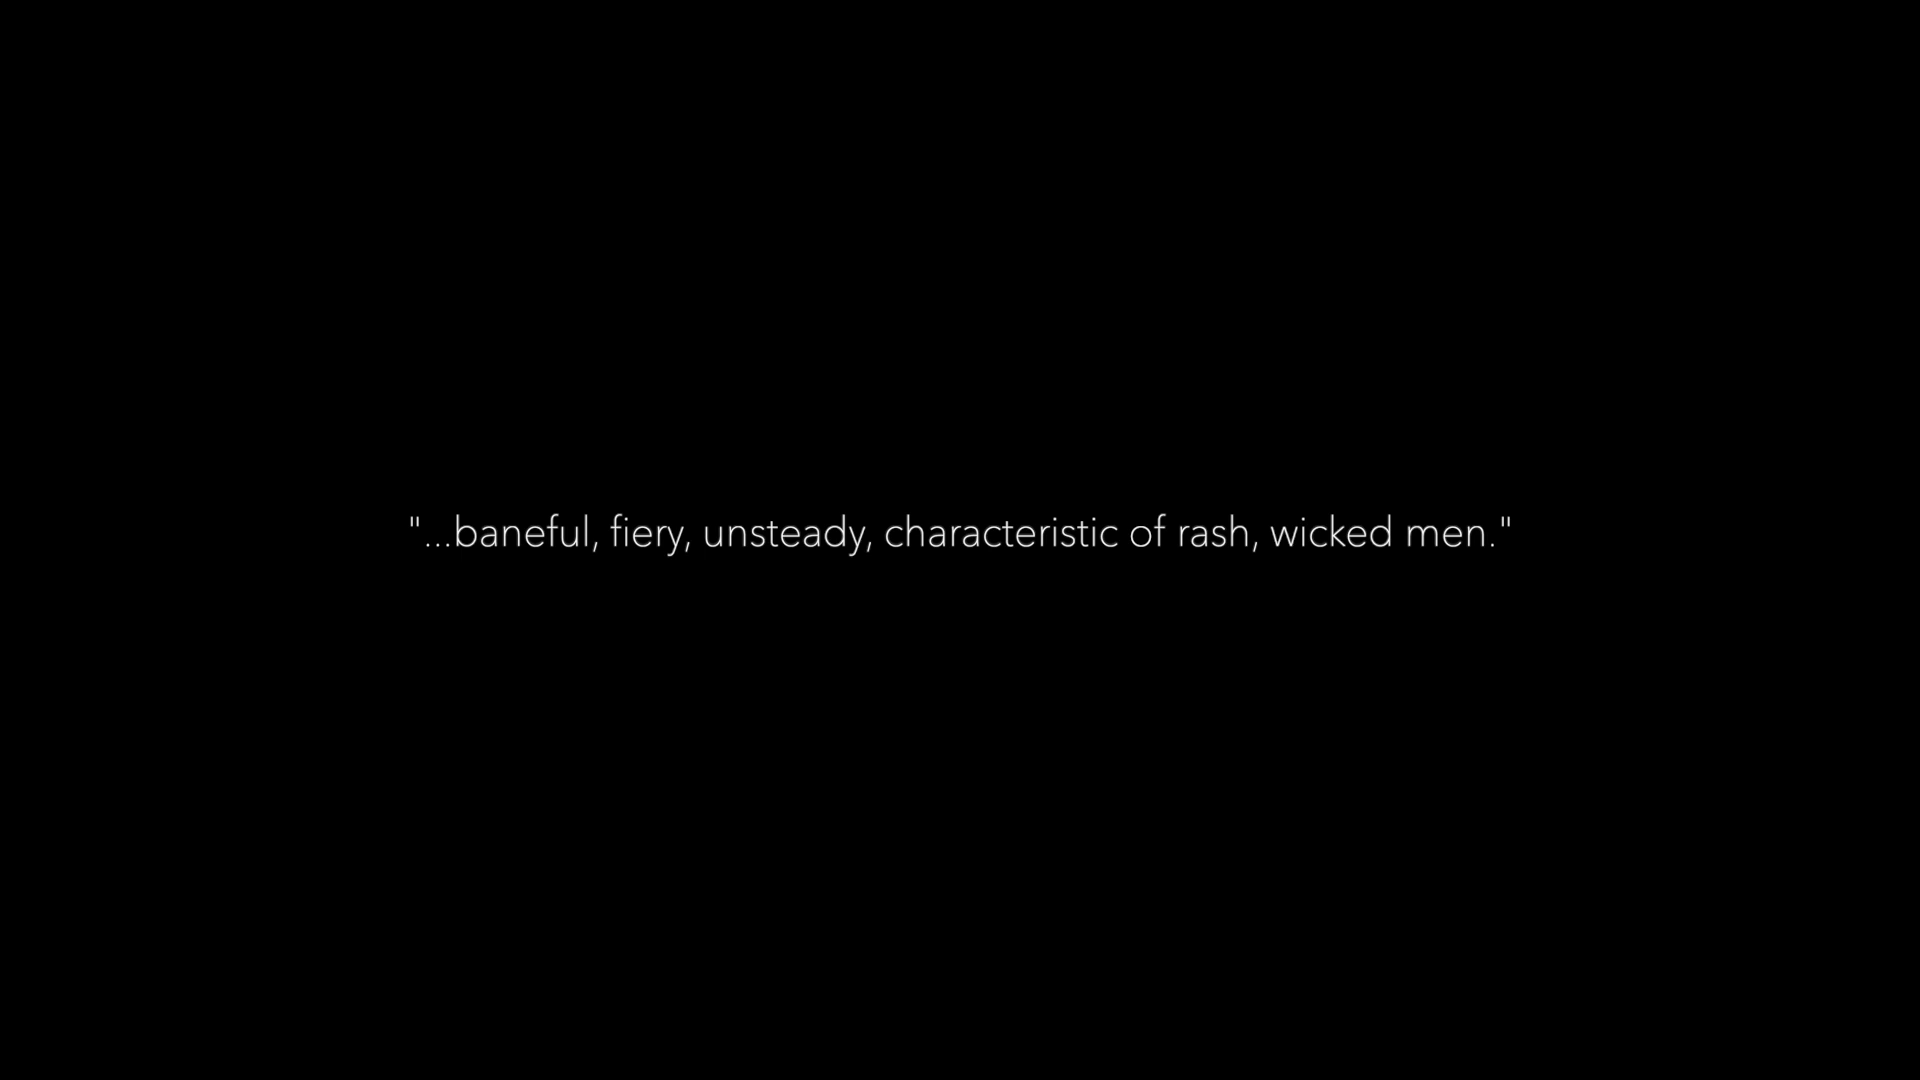 "...baneful, fiery, unsteady, characteristic of rash, wicked men."